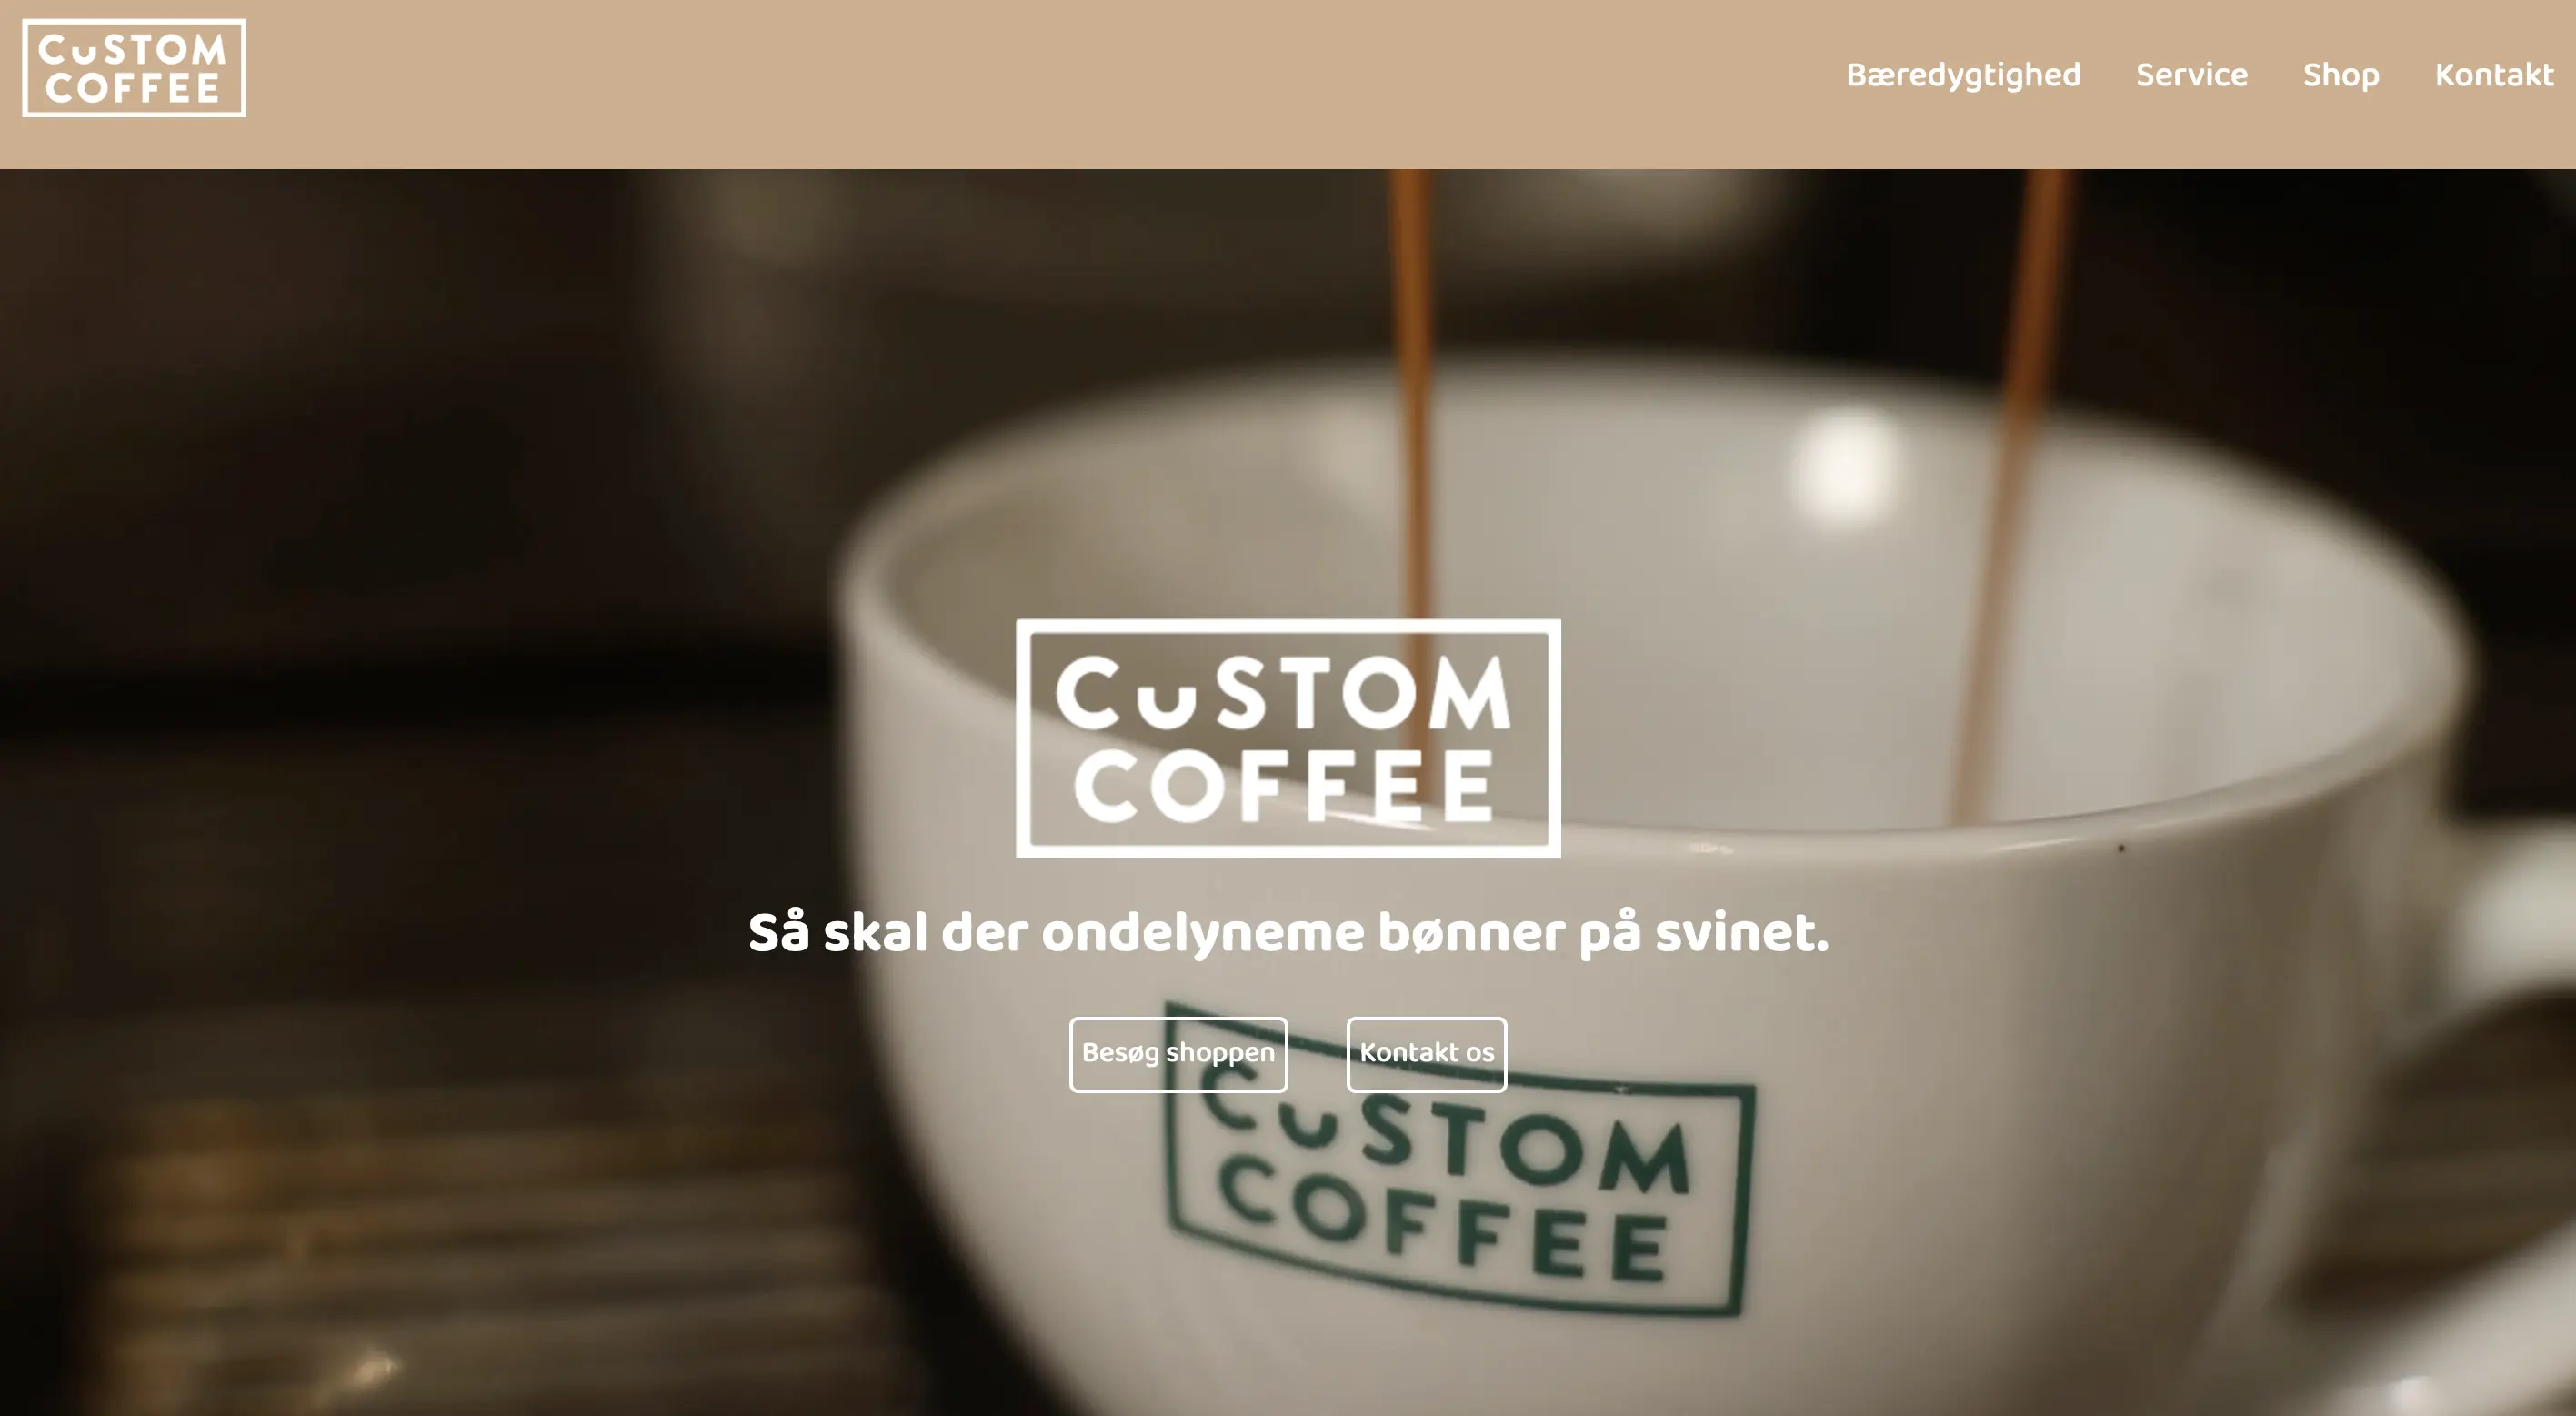 CuSTOM
COFFEE
Bæredygtighed Service Shop Kontakt
CuSTOM
COFFEE
Så skal der ondelyneme bønner på svinet.
Besøg shoppen Kontakt os
CuSTOM
COFFEE